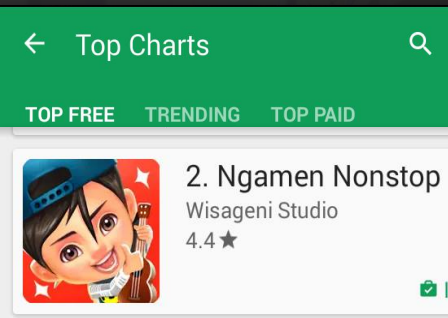 Top Charts
TOP FREE TRENDING TOP PAID
2. Ngamen Nonstop
Wisageni Studio
4.4★